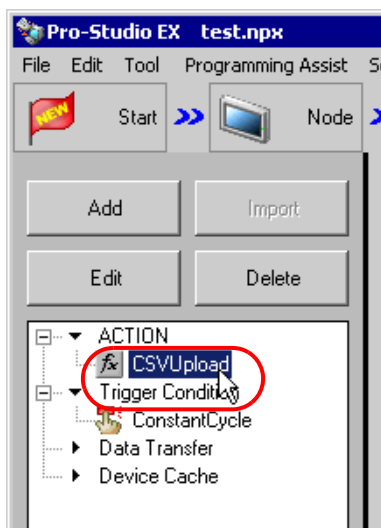 Pro-Studio EX test.npx
File Edit Tool Programming Assist
NEW Start Node
Add Import
Edit Delete
ACTION
fx CSVUpload
Trigger Condition
ConstantCycle
Data Transfer
Device Cache